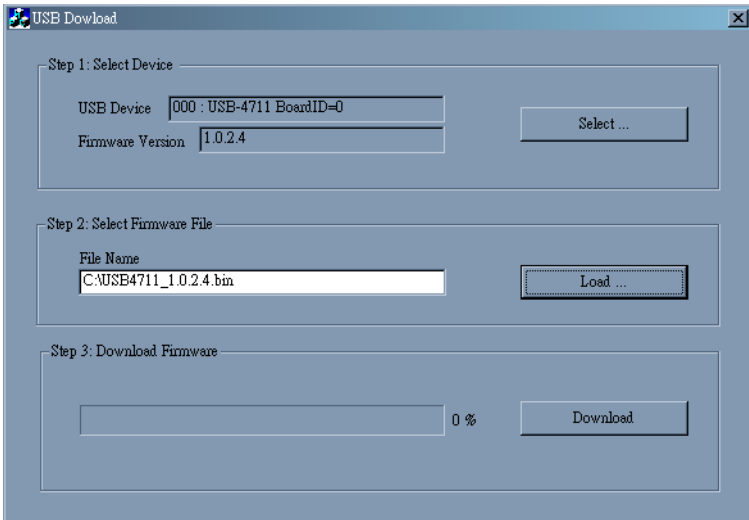 USB Dowload
Step 1: Select Device
USB Device 000 : USB-4711 BoardID=0
Select ...
Firmware Version 1.0.2.4
Step 2: Select Firmware File
File Name
C:\USB4711_1.0.2.4.bin
Load ...
Step 3: Download Firmware
0 %
Download